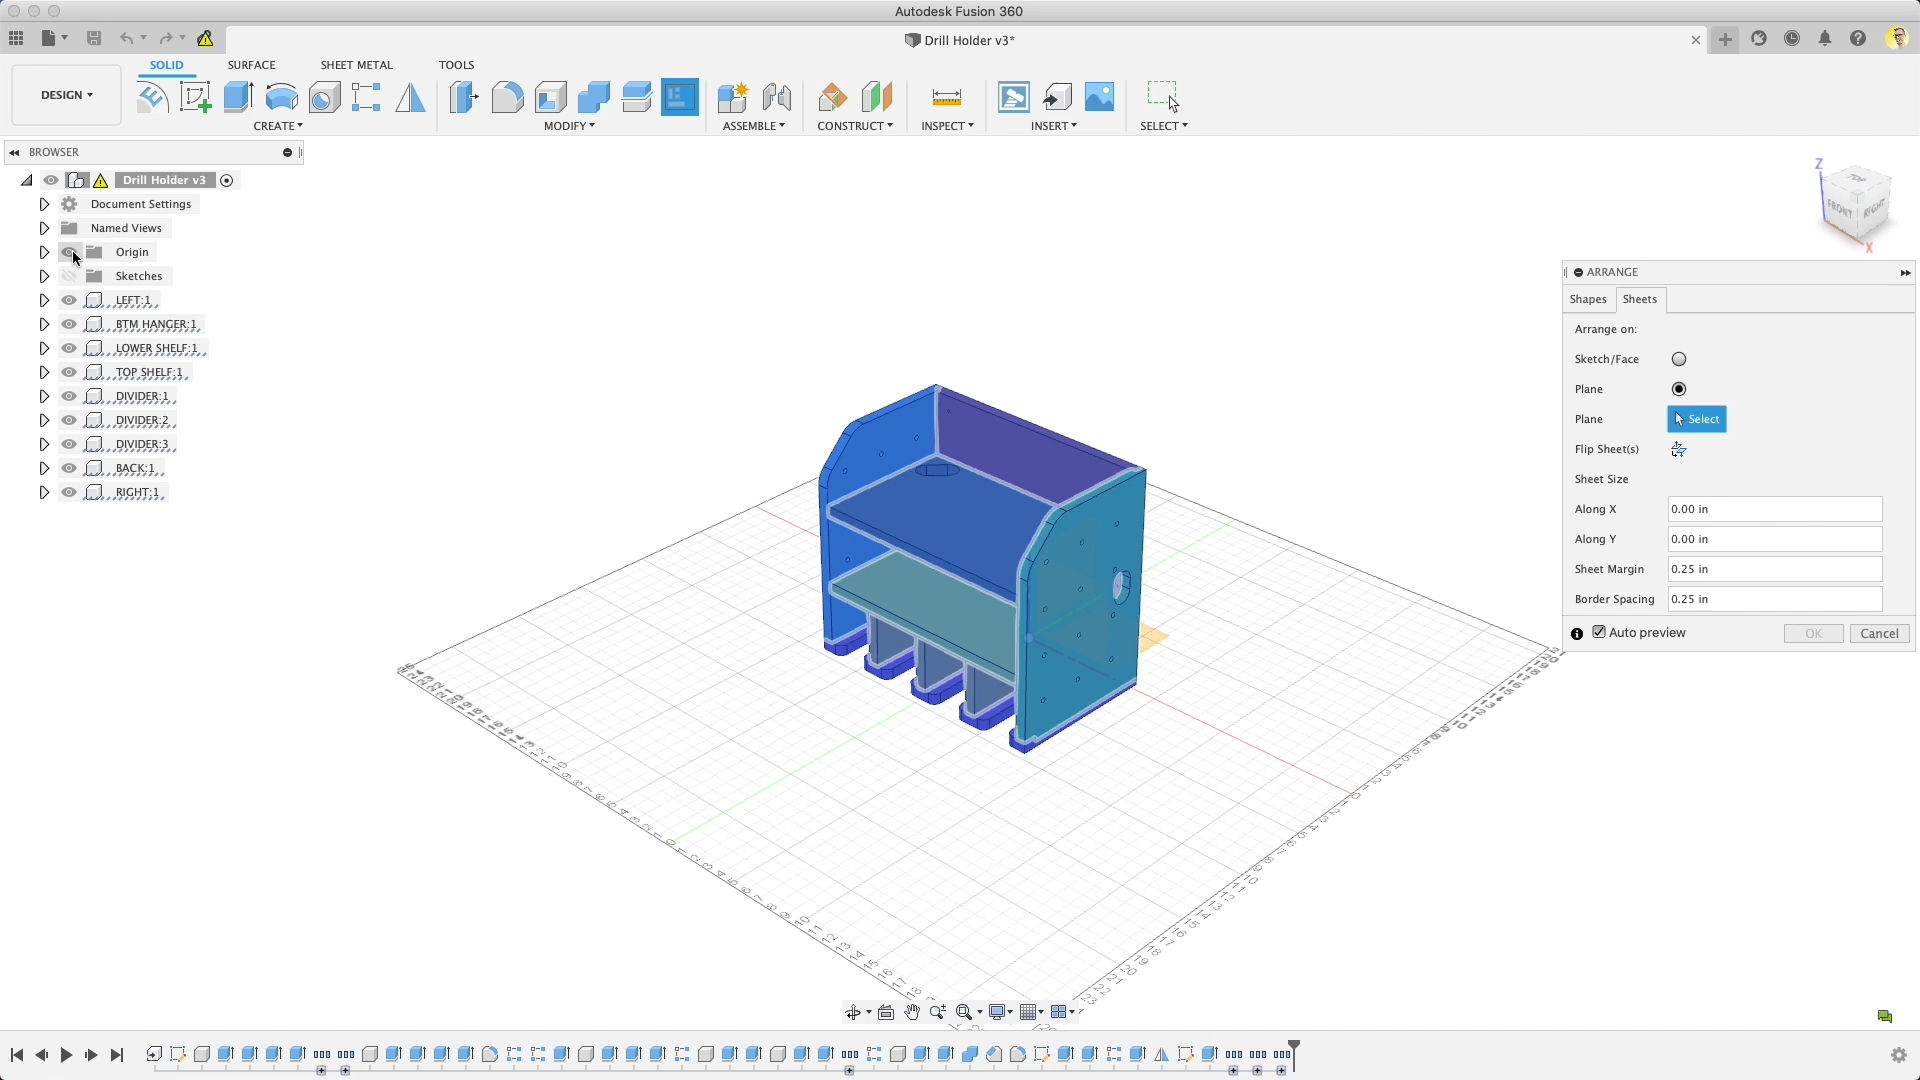 Autodesk Fusion 360
Drill Holder v3*
DESIGN
SOLID
SURFACE
SHEET METAL
TOOLS
CREATE
MODIFY
ASSEMBLE
CONSTRUCT
INSPECT
INSERT
SELECT
BROWSER
Drill Holder v3
Document Settings
Named Views
Origin
Sketches
LEFT:1
BTM HANGER:1
LOWER SHELF:1
TOP SHELF:1
DIVIDER:1
DIVIDER:2
DIVIDER:3
BACK:1
RIGHT:1
Z
TOP
FRONT
RIGHT
X
ARRANGE
Shapes
Sheets
Arrange on:
Sketch/Face
Plane
Plane
Select
Flip Sheet(s)
Sheet Size
Along X
0.00 in
Along Y
0.00 in
Sheet Margin
0.25 in
Border Spacing
0.25 in
Auto preview
OK
Cancel